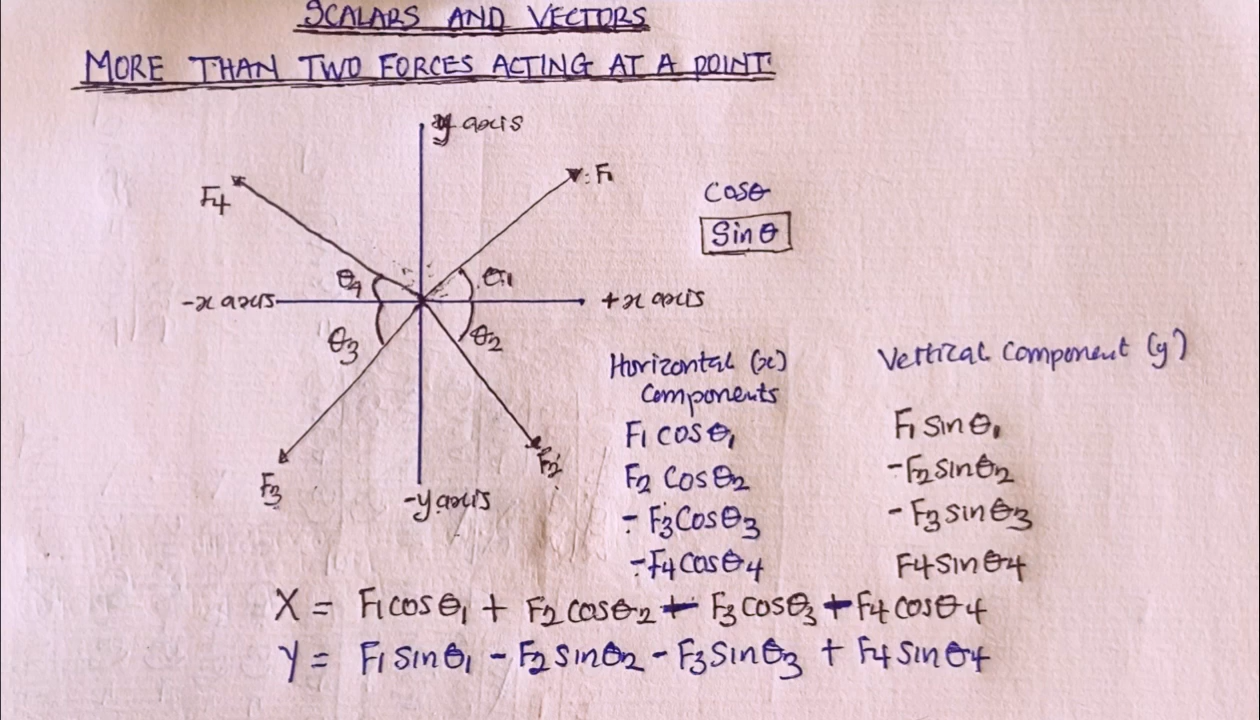 SCALARS AND VECTORS
MORE THAN TWO FORCES ACTING AT A POINT
y axis
F4
F1
Cosθ
Sinθ
θ4
θ1
-x axis
+x axis
θ3
θ2
Horizontal (x)
Components
Vertical Component (y)
F1 cosθ1
F1 sinθ1
F2 Cosθ2
-F2 sinθ2
- F3 Cosθ3
- F3 sinθ3
-F4 Cosθ4
F4 Sinθ4
F3
F2
-y axis
X = F1 cosθ1 + F2 cosθ2 - F3 cosθ3 - F4 cosθ4
Y = F1 Sinθ1 - F2 Sinθ2 - F3 Sinθ3 + F4 Sinθ4